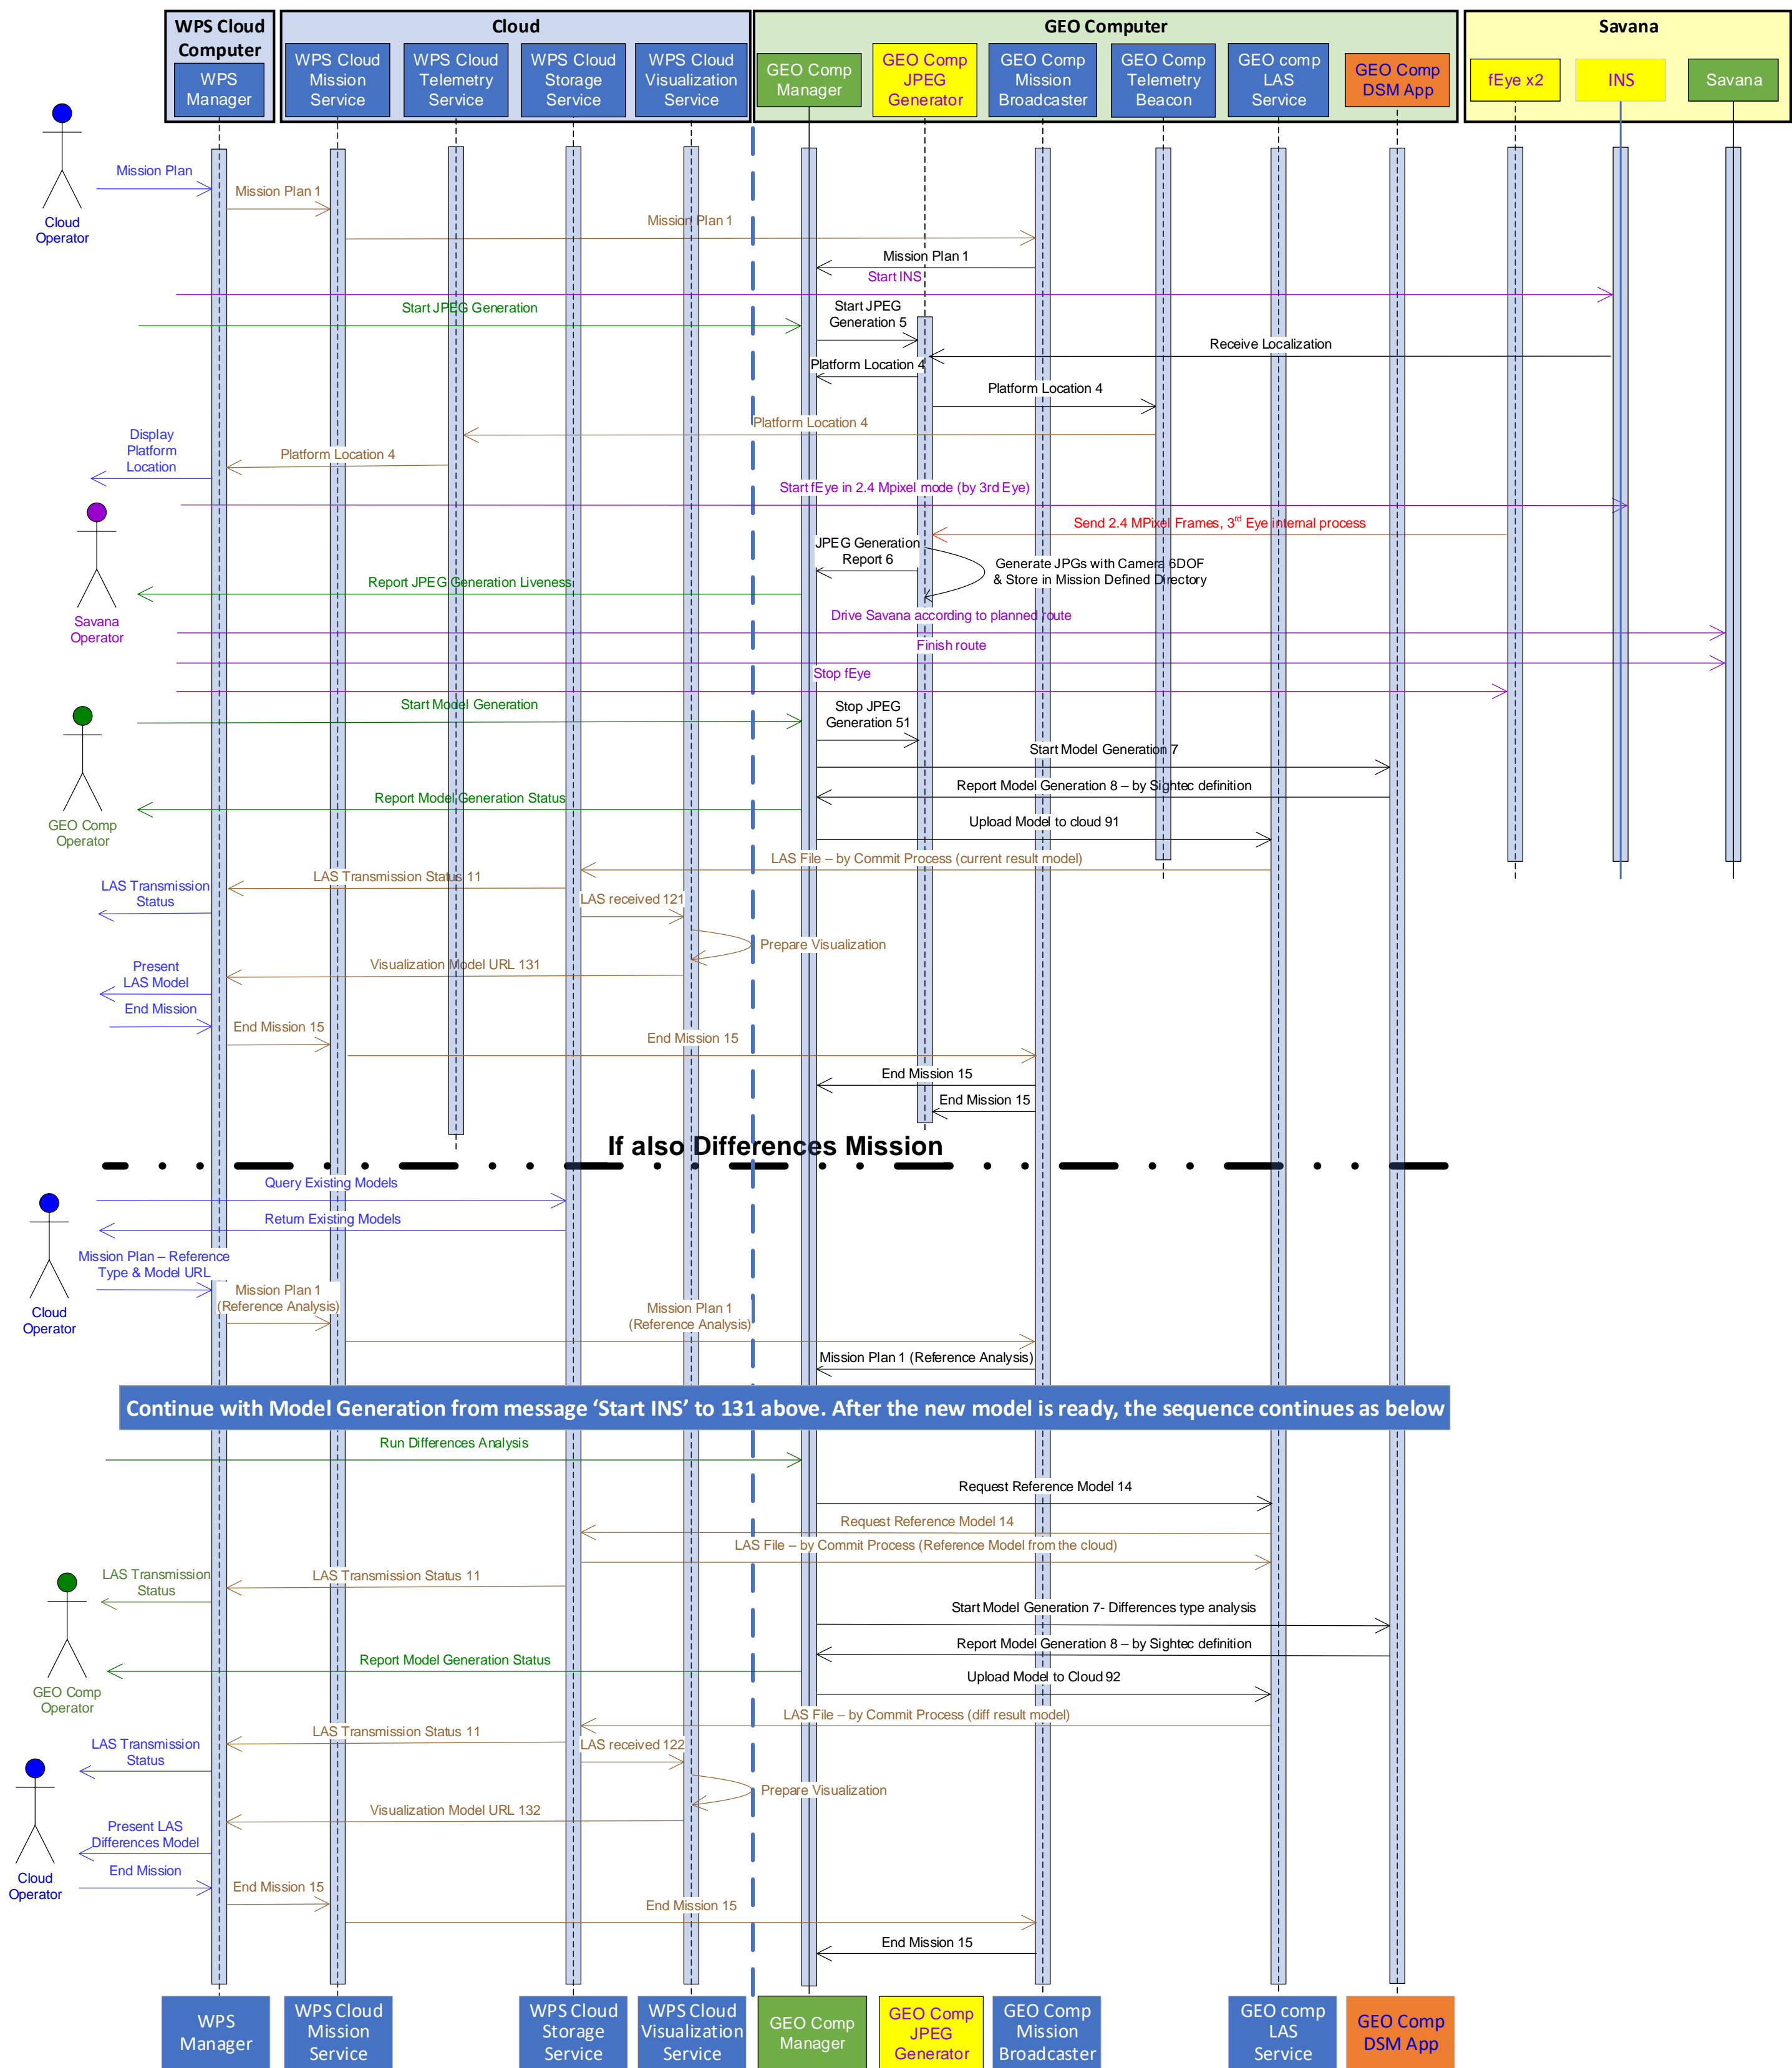 WPS Cloud
Computer
Cloud
GEO Computer
Savana
WPS
Manager
WPS Cloud
Mission
Service
WPS Cloud
Telemetry
Service
WPS Cloud
Storage
Service
WPS Cloud
Visualization
Service
GEO Comp
Manager
GEO Comp
JPEG
Generator
GEO Comp
Mission
Broadcaster
GEO Comp
Telemetry
Beacon
GEO comp
LAS
Service
GEO Comp
DSM App
fEye x2
INS
Savana
Cloud
Operator
Mission Plan
Mission Plan 1
Mission Plan 1
Mission Plan 1
Start INS
Start JPEG Generation
Start JPEG
Generation 5
Receive Localization
Platform Location 4
Platform Location 4
Platform Location 4
Platform Location 4
Display
Platform
Location
Start fEye in 2.4 Mpixel mode (by 3rd Eye)
Send 2.4 MPixel Frames, 3rd Eye internal process
JPEG Generation
Report 6
Generate JPGs with Camera 6DOF
& Store in Mission Defined Directory
Report JPEG Generation Liveness
Savana
Operator
Drive Savana according to planned route
Finish route
Stop fEye
Start Model Generation
Stop JPEG
Generation 51
Start Model Generation 7
Report Model Generation 8 – by Sightec definition
Report Model Generation Status
GEO Comp
Operator
Upload Model to cloud 91
LAS File – by Commit Process (current result model)
LAS Transmission Status 11
LAS Transmission
Status
LAS received 121
Prepare Visualization
Visualization Model URL 131
Present
LAS Model
End Mission
End Mission 15
End Mission 15
End Mission 15
End Mission 15
If also Differences Mission
Query Existing Models
Return Existing Models
Mission Plan – Reference
Type & Model URL
Cloud
Operator
Mission Plan 1
(Reference Analysis)
Mission Plan 1
(Reference Analysis)
Mission Plan 1 (Reference Analysis)
Continue with Model Generation from message ‘Start INS’ to 131 above. After the new model is ready, the sequence continues as below
Run Differences Analysis
Request Reference Model 14
Request Reference Model 14
LAS File – by Commit Process (Reference Model from the cloud)
LAS Transmission Status 11
LAS Transmission
Status
Start Model Generation 7- Differences type analysis
Report Model Generation 8 – by Sightec definition
Report Model Generation Status
GEO Comp
Operator
Upload Model to Cloud 92
LAS File – by Commit Process (diff result model)
LAS Transmission Status 11
LAS Transmission
Status
LAS received 122
Prepare Visualization
Visualization Model URL 132
Present LAS
Differences Model
End Mission
Cloud
Operator
End Mission 15
End Mission 15
End Mission 15
WPS
Manager
WPS Cloud
Mission
Service
WPS Cloud
Storage
Service
WPS Cloud
Visualization
Service
GEO Comp
Manager
GEO Comp
JPEG
Generator
GEO Comp
Mission
Broadcaster
GEO comp
LAS
Service
GEO Comp
DSM App